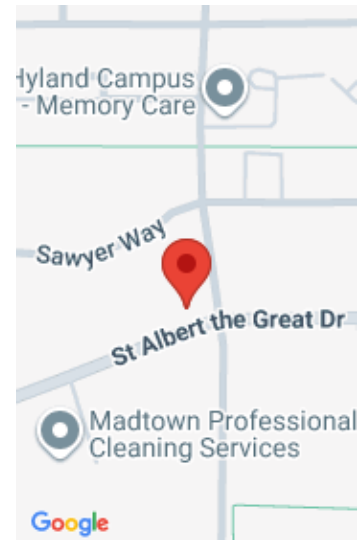 Hyland Campus
- Memory Care
Sawyer Way
St Albert the Great Dr
Madtown Professional
Cleaning Services
Google